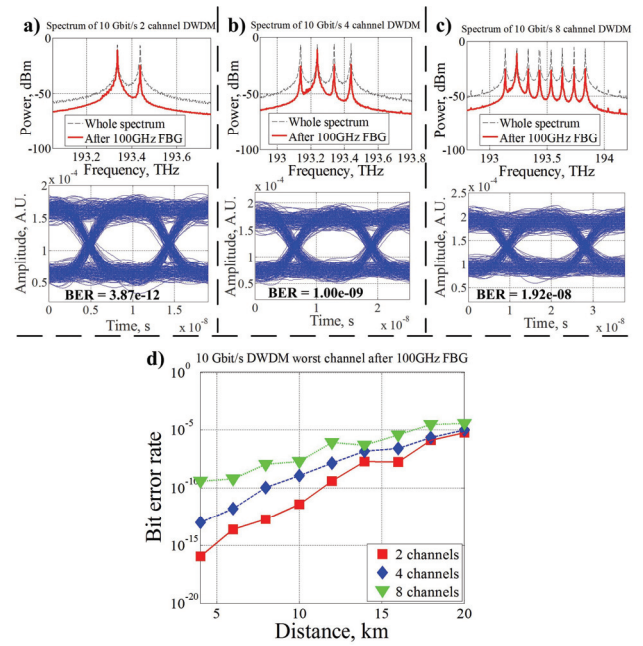 Spectrum of 10 Gbit/s 2 cahnnel DWDM
Spectrum of 10 Gbit/s 4 cahnnel DWDM
Spectrum of 10 Gbit/s 8 cahnnel DWDM
a)
b)
c)
Power, dBm
0
-50
-100
Whole spectrum
After 100GHz FBG
193.2 193.4 193.6
Frequency, THz
Power, dBm
0
-50
-100
Whole spectrum
After 100GHz FBG
193 193.2 193.4 193.6 193.8
Frequency, THz
Power, dBm
0
-50
-100
Whole spectrum
After 100GHz FBG
193 193.5 194
Frequency, THz
x 10⁻⁴
Amplitude, A.U.
2
1.5
1
0.5
BER = 3.87e-12
0.5 1 1.5
Time, s
x 10⁻⁸
x 10⁻⁴
Amplitude, A.U.
2
1.5
1
0.5
BER = 1.00e-09
0 1 2
Time, s
x 10⁻⁸
x 10⁻⁴
Amplitude, A.U.
2.5
2
1.5
1
0.5
BER = 1.92e-08
0 1 2 3
Time, s
x 10⁻⁸
d)
10 Gbit/s DWDM worst channel after 100GHz FBG
Bit error rate
10⁰
10⁻⁵
10⁻¹⁰
10⁻¹⁵
10⁻²⁰
2 channels
4 channels
8 channels
5 10 15 20
Distance, km